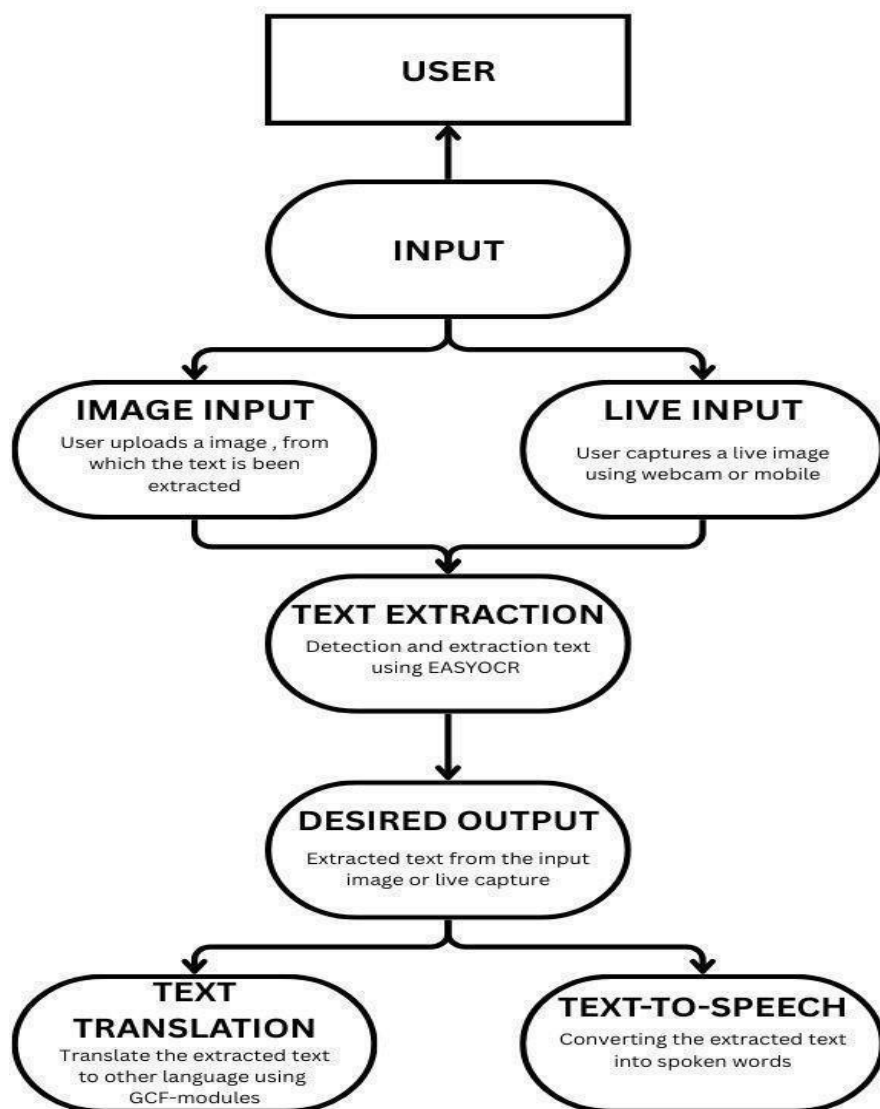 USER
INPUT
IMAGE INPUT
User uploads a image , from
which the text is been
extracted
LIVE INPUT
User captures a live image
using webcam or mobile
TEXT EXTRACTION
Detection and extraction text
using EASYOCR
DESIRED OUTPUT
Extracted text from the input
image or live capture
TEXT
TRANSLATION
Translate the extracted text
to other language using
GCF-modules
TEXT-TO-SPEECH
Converting the extracted text
into spoken words